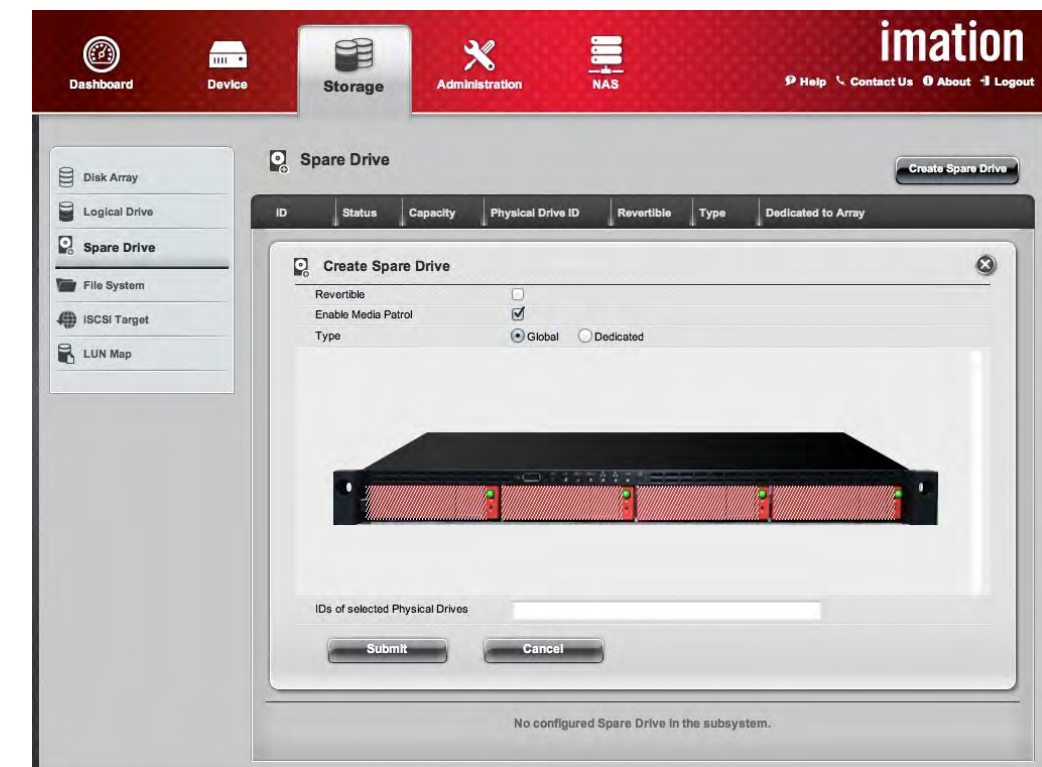 imation
Dashboard Device Storage Administration NAS
Help Contact Us About Logout
Disk Array
Logical Drive
Spare Drive
File System
iSCSI Target
LUN Map
Spare Drive
Create Spare Drive
ID Status Capacity Physical Drive ID Revertible Type Dedicated to Array
Create Spare Drive
Revertible
Enable Media Patrol
Type Global Dedicated
IDs of selected Physical Drives
Submit Cancel
No configured Spare Drive in the subsystem.